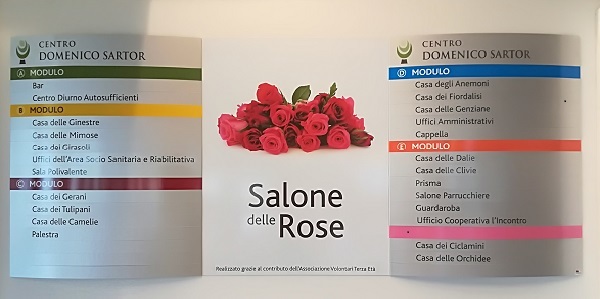 CENTRO
DOMENICO SARTOR
A MODULO
Bar
Centro Diurno Autosufficienti
B MODULO
Casa delle Ginestre
Casa delle Mimose
Casa dei Girasoli
Uffici dell'Area Socio Sanitaria e Riabilitativa
Sala Polivalente
C MODULO
Casa dei Gerani
Casa dei Tulipani
Casa delle Camelie
Palestra
Salone
delle Rose
Realizzato grazie al contributo dell'Associazione Volontari Terza Età
CENTRO
DOMENICO SARTOR
D MODULO
Casa degli Anemoni
Casa dei Fiordalisi
Casa delle Genziane
Uffici Amministrativi
Cappella
E MODULO
Casa delle Dalie
Casa delle Clivie
Prisma
Salone Parrucchiere
Guardaroba
Ufficio Cooperativa l'Incontro
Casa dei Ciclamini
Casa delle Orchidee